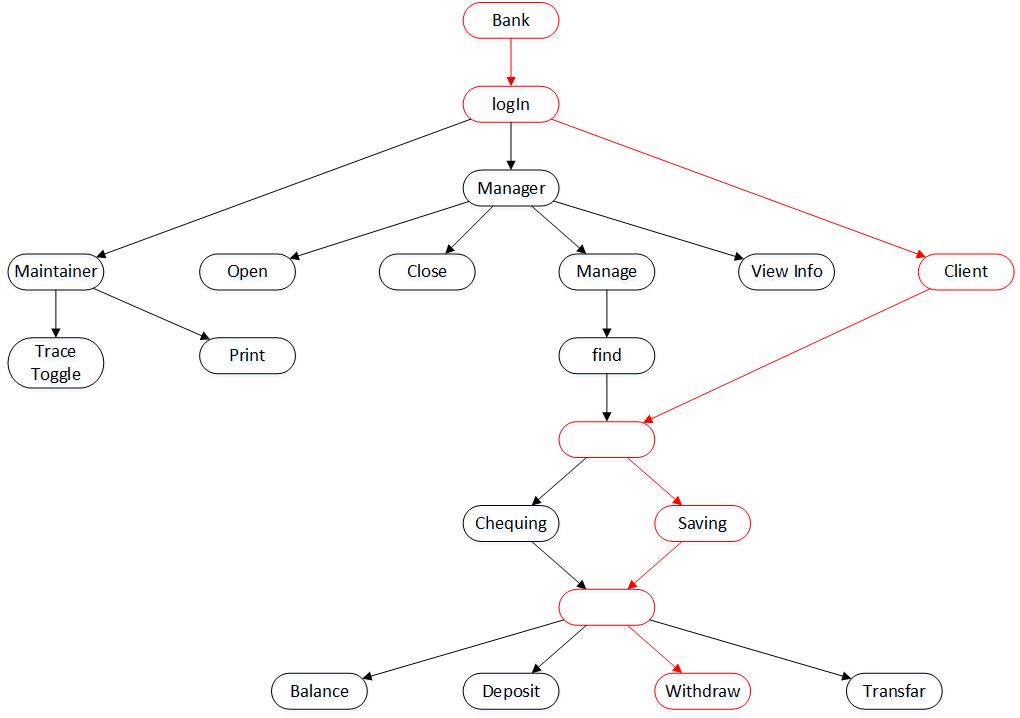 Bank
logIn
Manager
Maintainer
Open
Close
Manage
View Info
Client
Trace
Toggle
Print
find
Chequing
Saving
Balance
Deposit
Withdraw
Transfar